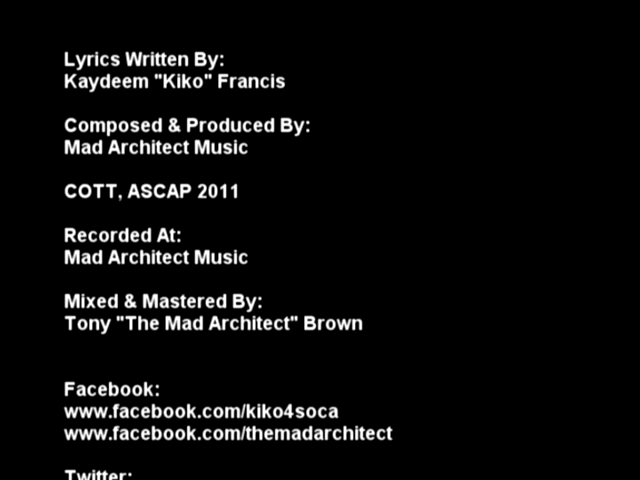 Lyrics Written By:
Kaydeem "Kiko" Francis
Composed & Produced By:
Mad Architect Music
COTT, ASCAP 2011
Recorded At:
Mad Architect Music
Mixed & Mastered By:
Tony "The Mad Architect" Brown
Facebook:
www.facebook.com/kiko4soca
www.facebook.com/themadarchitect
Twitter: